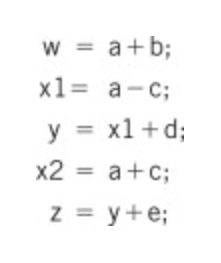 w = a+b;
x1= a-c;
y = x1+d;
x2 = a+c;
z = y+e;